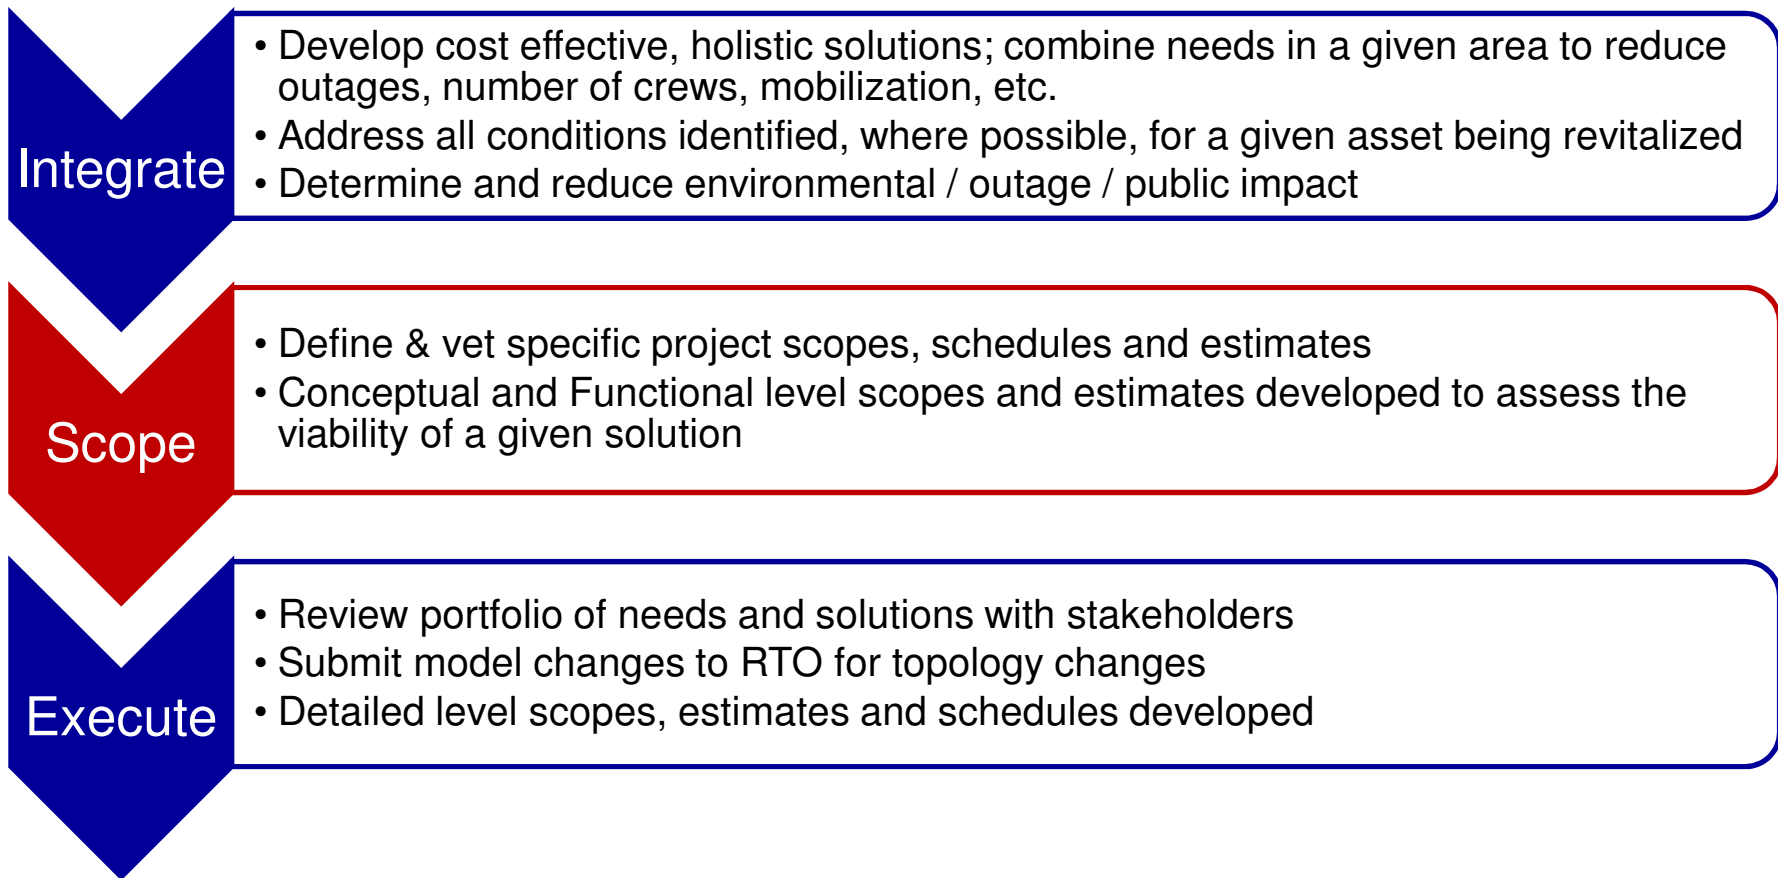 Integrate
• Develop cost effective, holistic solutions; combine needs in a given area to reduce
outages, number of crews, mobilization, etc.
• Address all conditions identified, where possible, for a given asset being revitalized
• Determine and reduce environmental / outage / public impact
Scope
• Define & vet specific project scopes, schedules and estimates
• Conceptual and Functional level scopes and estimates developed to assess the
viability of a given solution
Execute
• Review portfolio of needs and solutions with stakeholders
• Submit model changes to RTO for topology changes
• Detailed level scopes, estimates and schedules developed